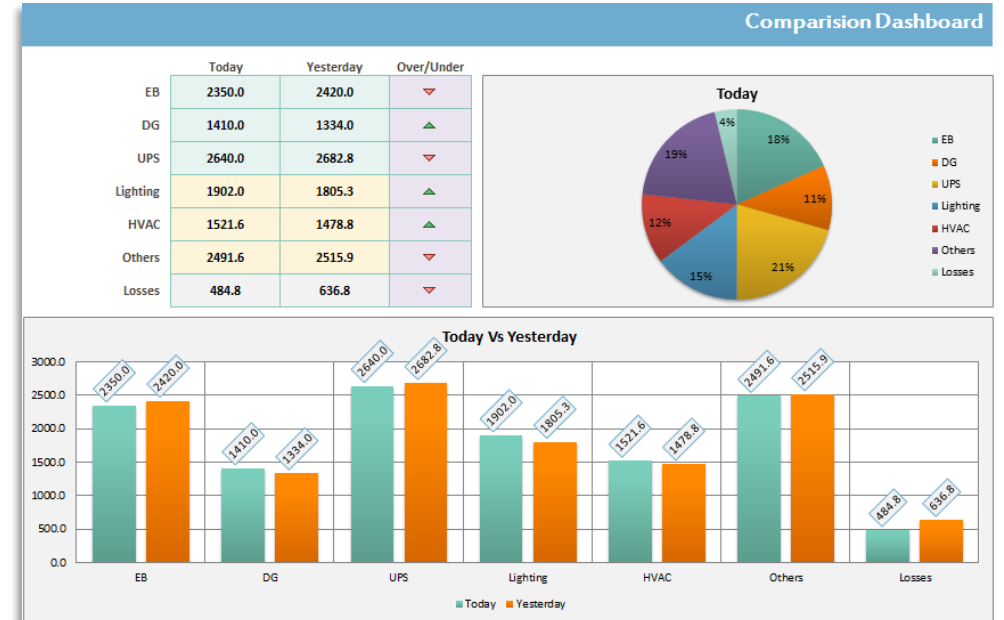 Comparision Dashboard
Today Yesterday Over/Under
EB 2350.0 2420.0
DG 1410.0 1334.0
UPS 2640.0 2682.8
Lighting 1902.0 1805.3
HVAC 1521.6 1478.8
Others 2491.6 2515.9
Losses 484.8 636.8
Today
4%
18%
19%
11%
12%
21%
15%
EB
DG
UPS
Lighting
HVAC
Others
Losses
Today Vs Yesterday
3000.0
2500.0
2000.0
1500.0
1000.0
500.0
0.0
2350.0 2420.0
1410.0 1334.0
2640.0 2682.8
1902.0 1805.3
1521.6 1478.8
2491.6 2515.9
484.8 636.8
EB DG UPS Lighting HVAC Others Losses
Today Yesterday